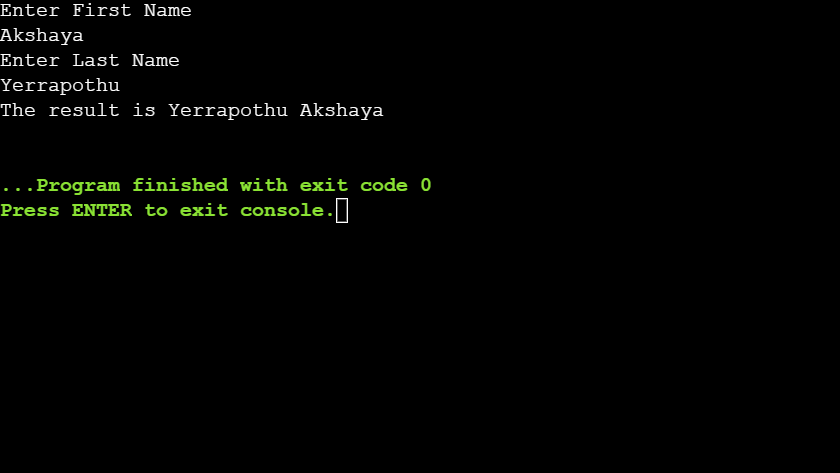 Enter First Name
Akshaya
Enter Last Name
Yerrapothu
The result is Yerrapothu Akshaya
...Program finished with exit code 0
Press ENTER to exit console.